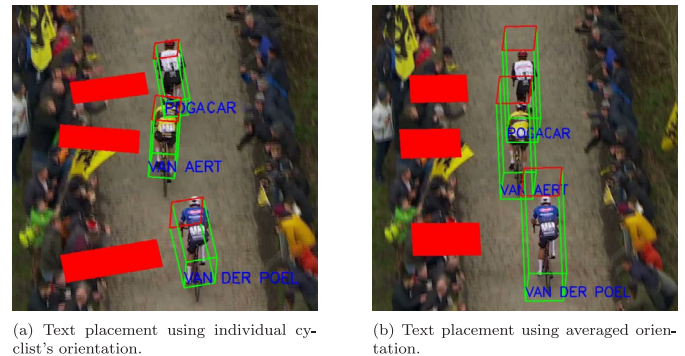 POGACAR
VAN AERT
VAN DER POEL
POGACAR
VAN AERT
VAN DER POEL
(a) Text placement using individual cy-
clist's orientation.
(b) Text placement using averaged orien-
tation.